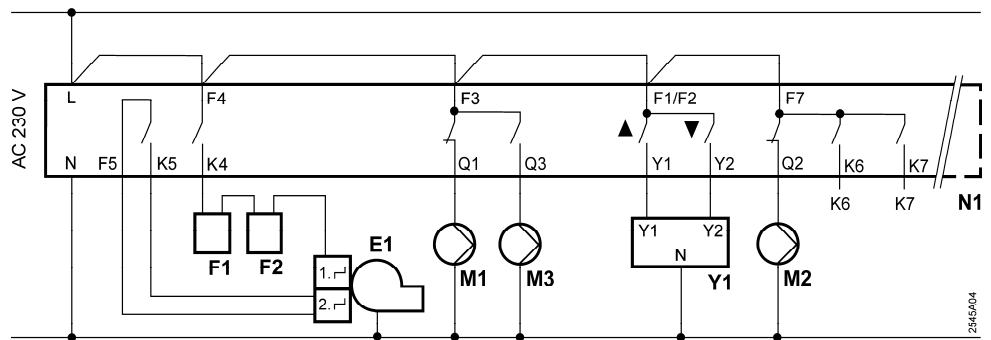 AC 230 V
L F4 F3 F1/F2 F7
▲ ▼
N F5 K5 K4 Q1 Q3 Y1 Y2 Q2 K6 K7
K6 K7 N1
F1 F2 E1 M1 M3 Y1 Y2 M2
N
Y1
1.
2.
2545A04